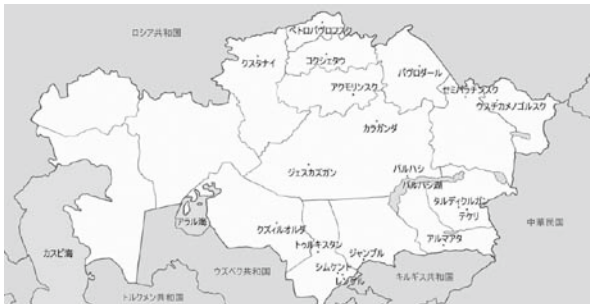 ロシア共和国
ペトロパヴロフスク
クスタナイ
コクシェタウ
パヴロダール
アクモリンスク
セミパラチンスク
ウスチカメノゴルスク
カラガンダ
ジェスカズガン
バルハシ
バルハシ湖
タルディクルガン
テケリ
アラル海
クズィルオルダ
中華民国
カスピ海
トゥルキスタン
ジャンブル
アルマアタ
シムケント
レンゲル
ウズベク共和国
キルギス共和国
トルクメン共和国